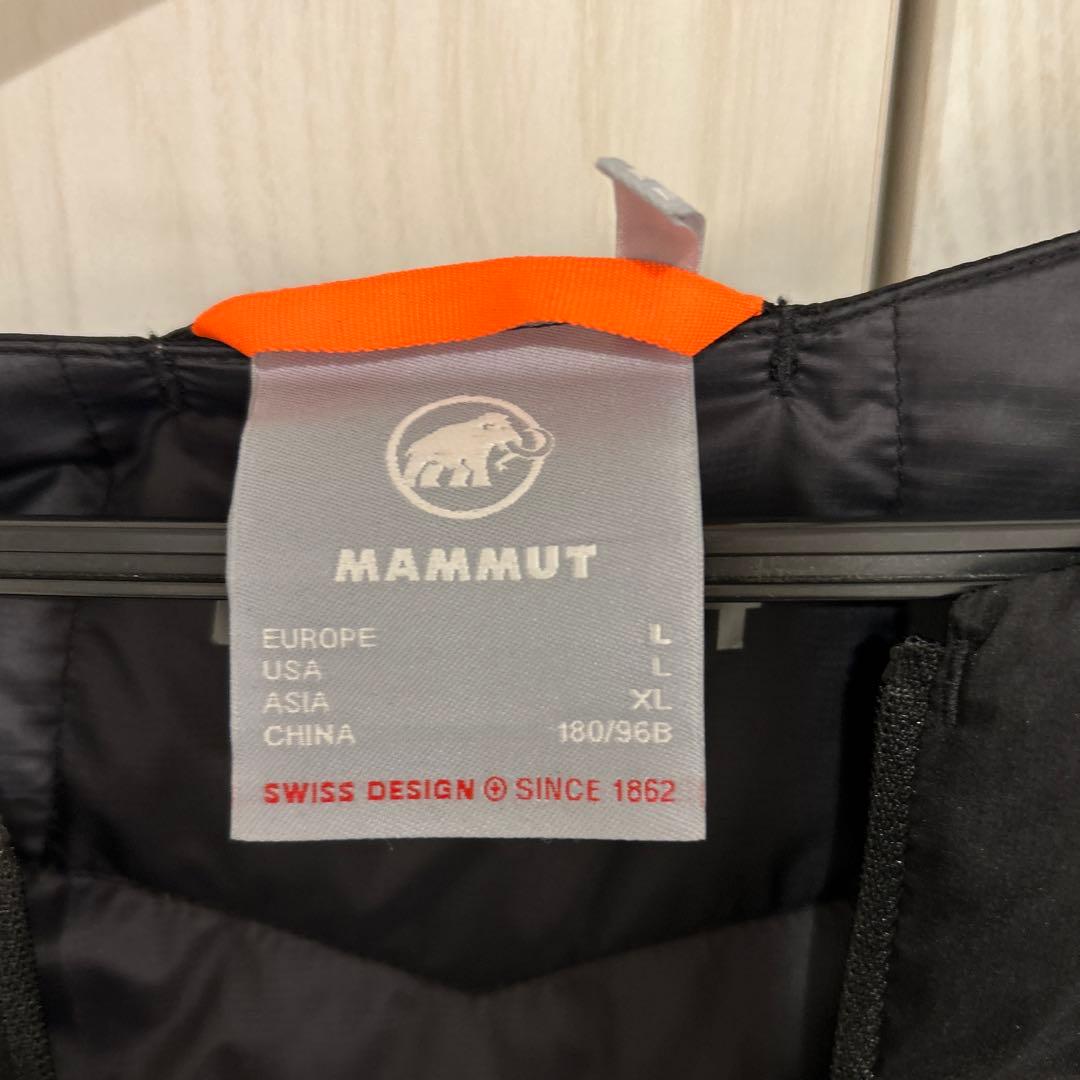 MAMMUT
EUROPE L
USA L
ASIA XL
CHINA 180/96B
SWISS DESIGN SINCE 1862